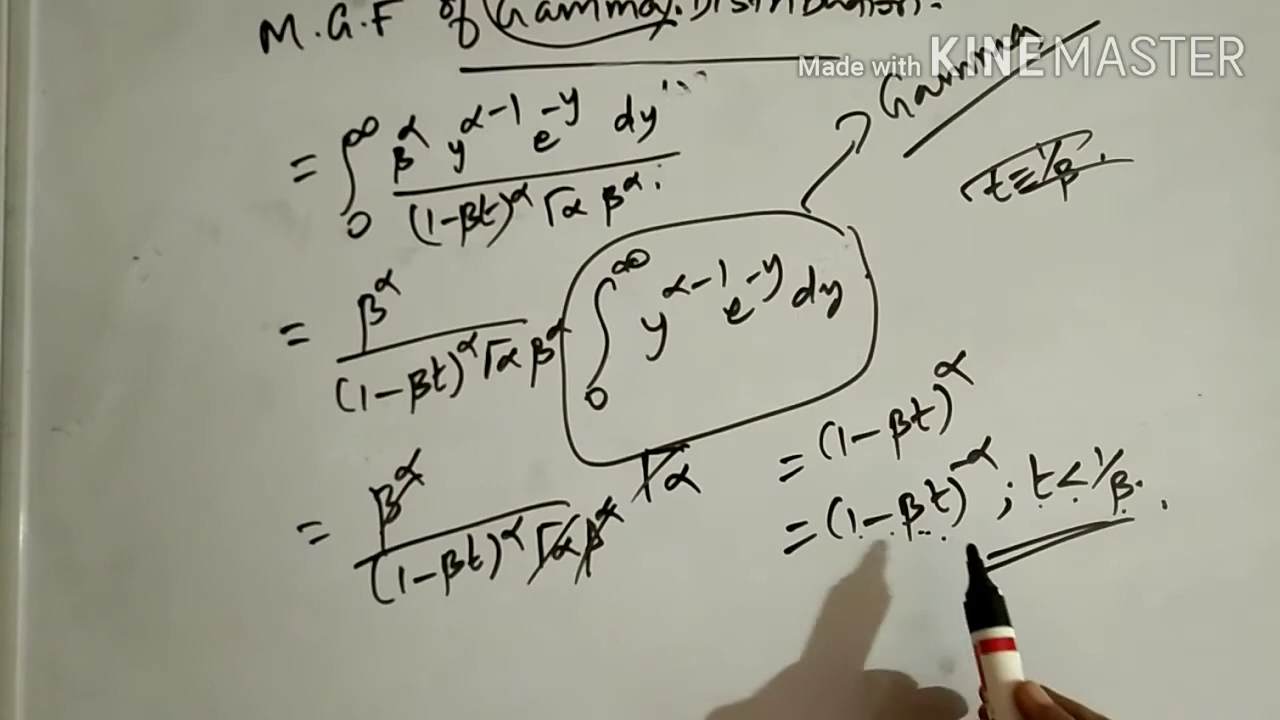 M.G.F of Gamma Distribution.
Made with KINEMASTER
Gamma
t≡1/β.
= ∫₀^∞ β^α y^(α-1) e^(-y) dy / (1-βt)^α Γα β^α
= β^α / (1-βt)^α Γα β^α ∫₀^∞ y^(α-1) e^(-y) dy
= β^α / (1-βt)^α Γα β^α Γα
= (1-βt)^α
= (1-βt)^-α ; t < 1/β.